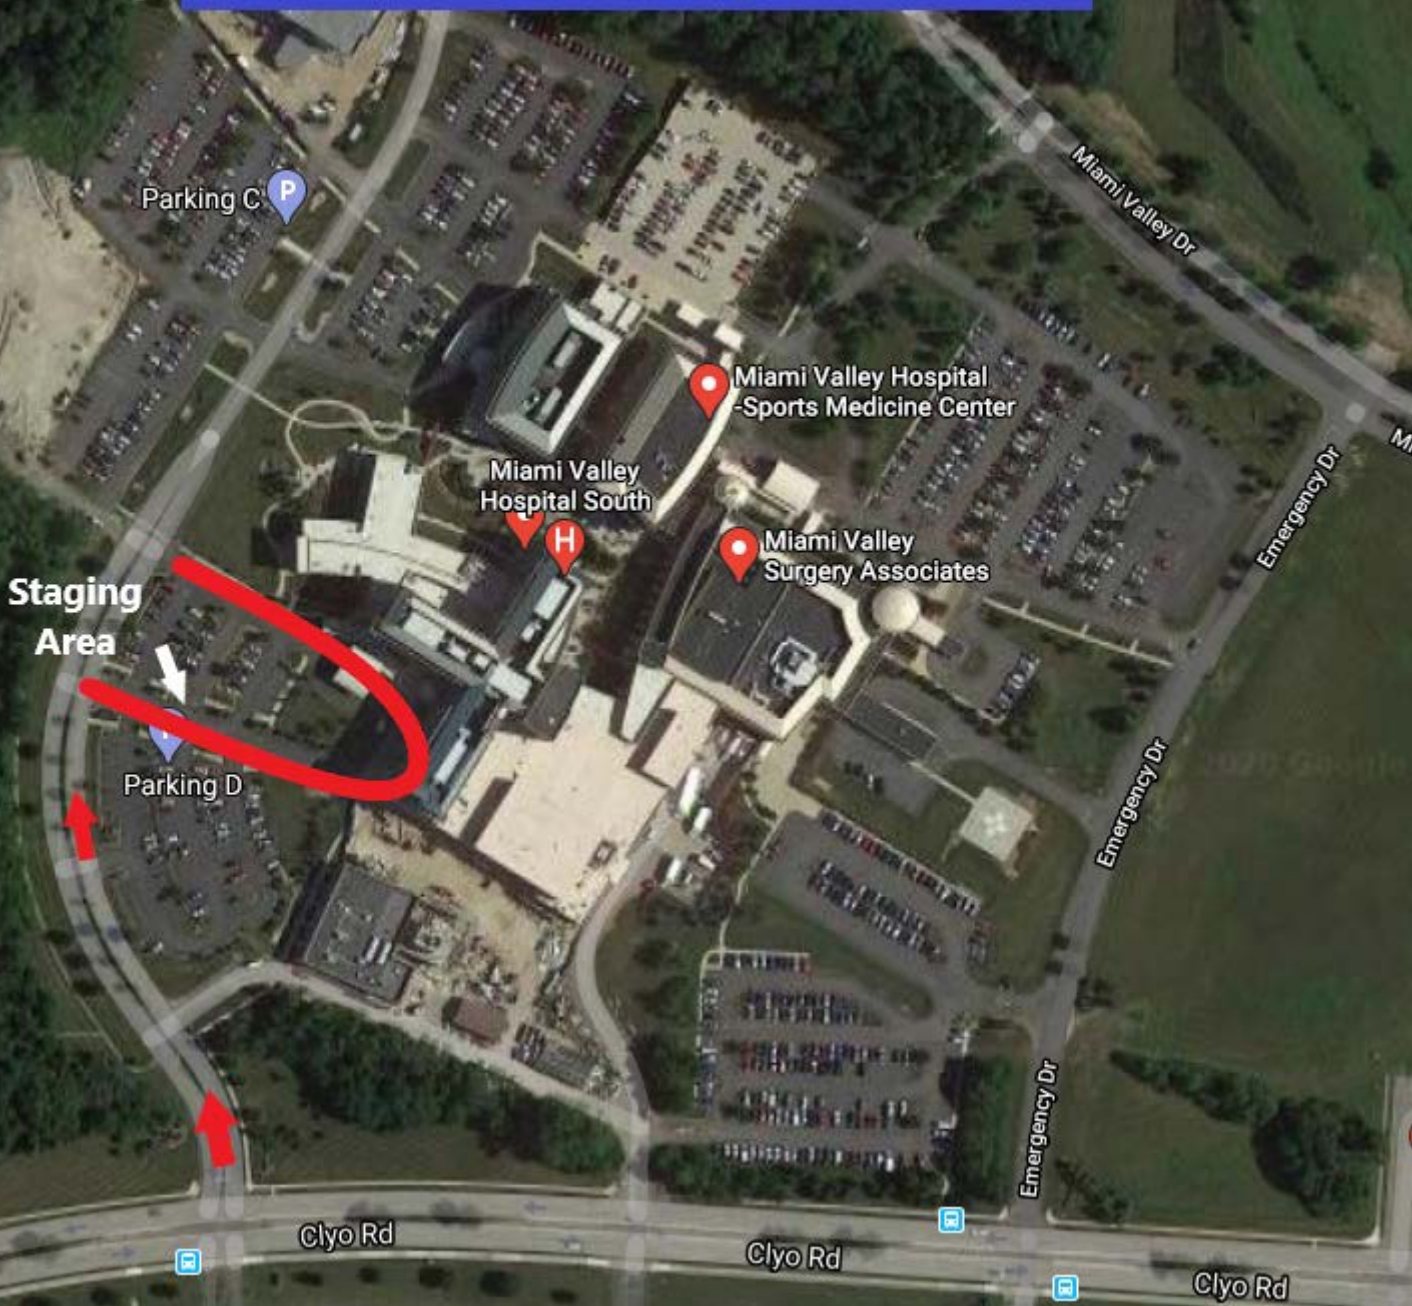 Miami Valley Dr
Parking C
P
Miami Valley Hospital
-Sports Medicine Center
Miami Valley
Hospital South
H
Miami Valley
Surgery Associates
Emergency Dr
Staging
Area
Parking D
Emergency Dr
Emergency Dr
Clyo Rd
Clyo Rd
Clyo Rd